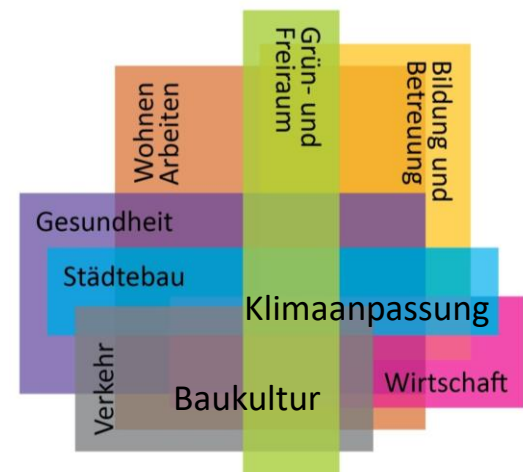 Grün- und
Freiraum
Bildung und
Betreuung
Wohnen
Arbeiten
Gesundheit
Städtebau
Klimaanpassung
Verkehr
Baukultur
Wirtschaft